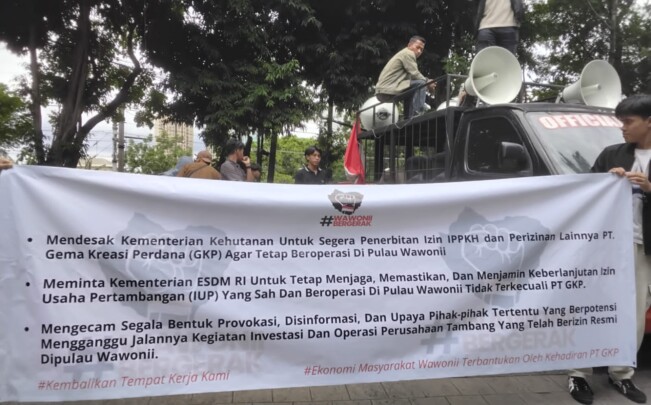 OFFICIAL
#WAWONII
BERGERAK
• Mendesak Kementerian Kehutanan Untuk Segera Penerbitan Izin IPPKH dan Perizinan Lainnya PT.
Gema Kreasi Perdana (GKP) Agar Tetap Beroperasi Di Pulau Wawonii
• Meminta Kementerian ESDM RI Untuk Tetap Menjaga, Memastikan, Dan Menjamin Keberlanjutan Izin
Usaha Pertambangan (IUP) Yang Sah Dan Beroperasi Di Pulau Wawonii Tidak Terkecuali PT GKP.
• Mengecam Segala Bentuk Provokasi, Disinformasi, Dan Upaya Pihak-pihak Tertentu Yang Berpotensi
Mengganggu Jalannya Kegiatan Investasi Dan Operasi Perusahaan Tambang Yang Telah Berizin Resmi
Dipulau Wawonii.
#Kembalikan Tempat Kerja Kami
#Ekonomi Masyarakat Wawonii Terbantukan Oleh Kehadiran PT GKP